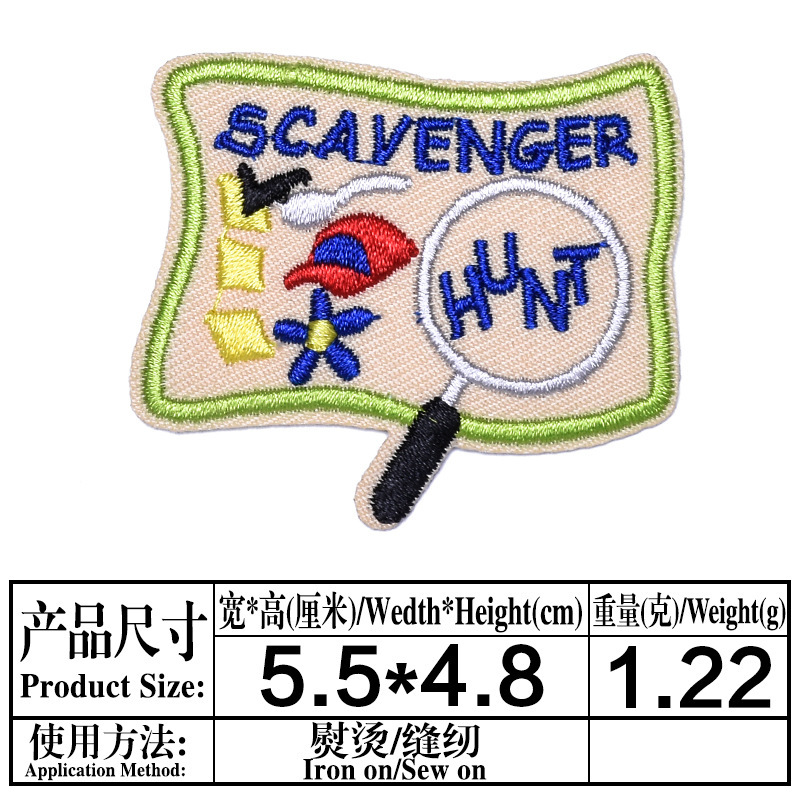 SCAVENGER
HUNT
产品尺寸
Product Size:
宽*高(厘米)/Wedth*Height(cm)
重量(克)/Weight(g)
5.5*4.8
1.22
使用方法:
Application Method:
熨烫/缝纫
Iron on/Sew on